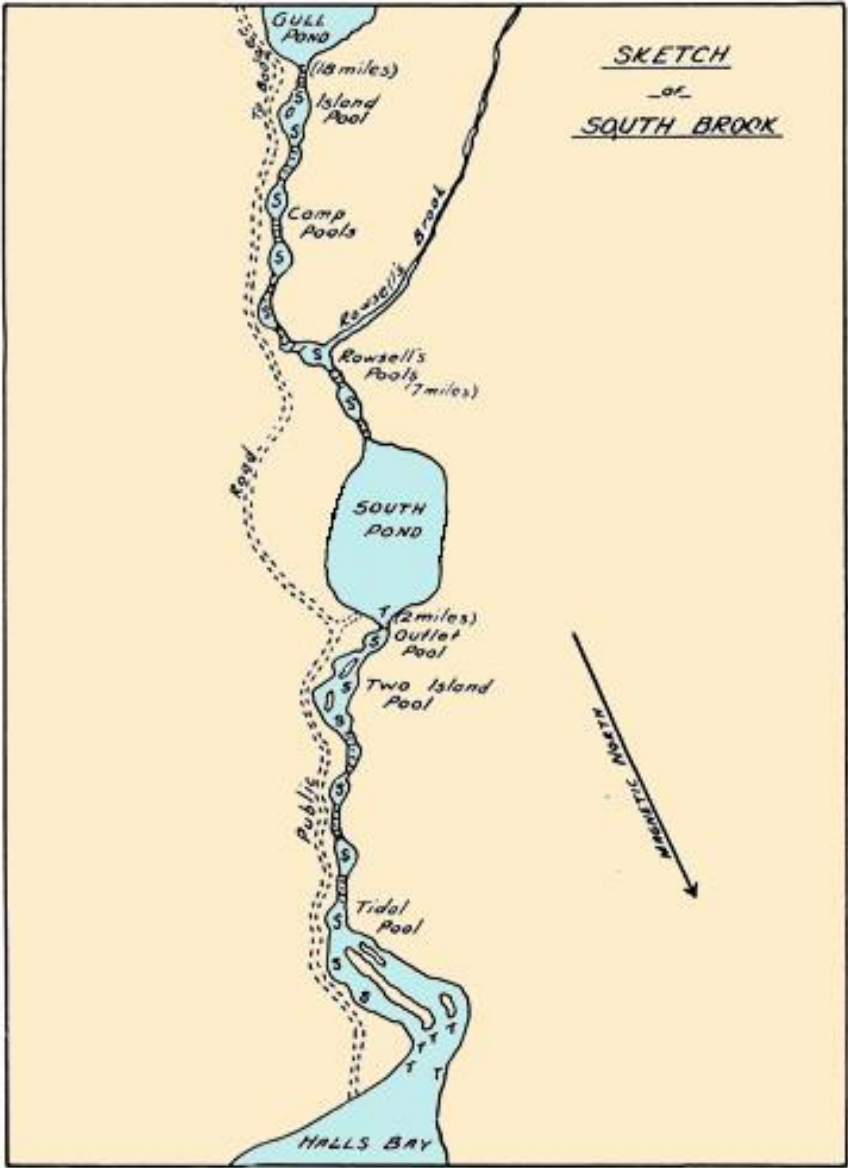 SKETCH
OF
SOUTH BROOK
GULL
POND
(18 miles)
Island
Pool
S
S
Camp
Pools
S
S
S
Rowsell's Brook
S
Rowsell's
Pools
(7 miles)
S
Road
SOUTH
POND
T
(2 miles)
Outlet
Pool
S
Two Island
Pool
S
S
MAGNETIC NORTH
Public
S
S
Tidal
Pool
S
S
S
T
T
T
T
T
HALLS BAY